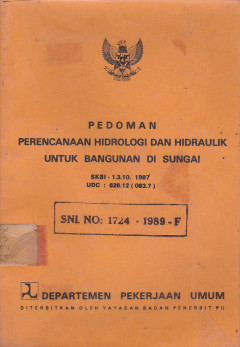 PEDOMAN
PERENCANAAN HIDROLOGI DAN HIDRAULIK
UNTUK BANGUNAN DI SUNGAI
SKBI - 1.3.10. 1987
UDC : 626.12 (083.7)
SNI. NO: 1724 - 1989 - F
DEPARTEMEN PEKERJAAN UMUM
DITERBITKAN OLEH YAYASAN BADAN PENERBIT PU